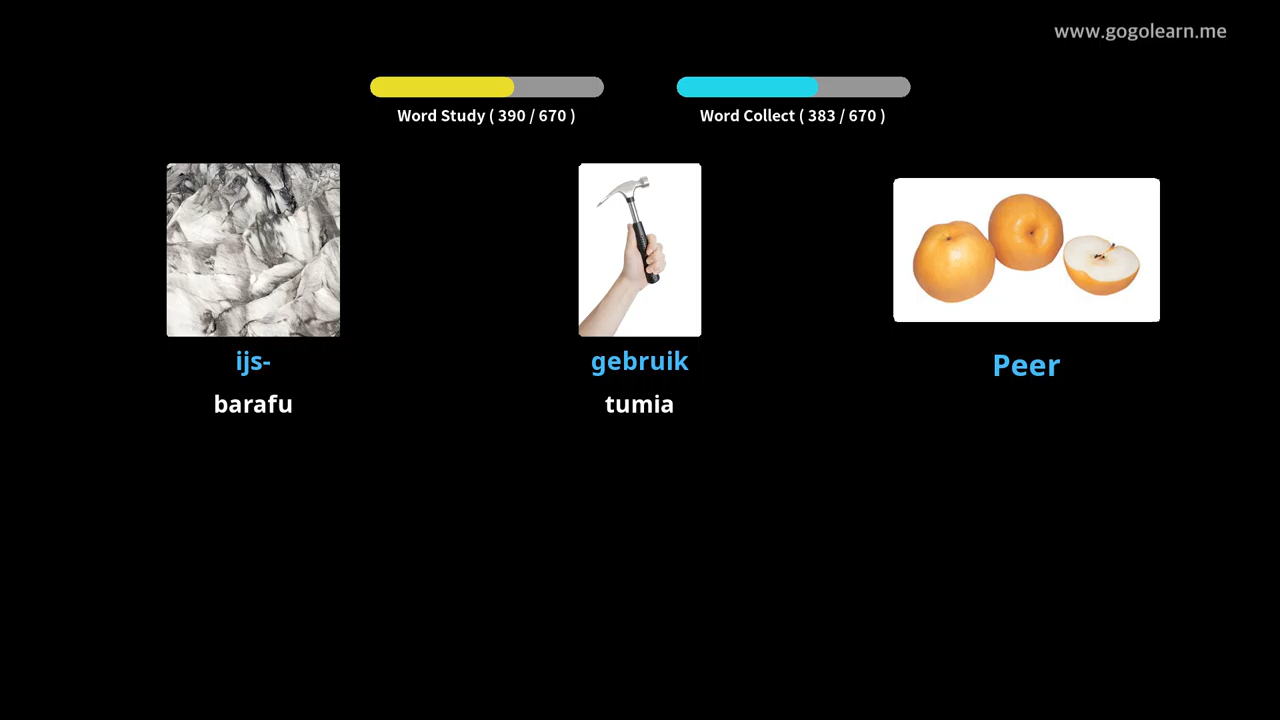 www.gogolearn.me
Word Study ( 390 / 670 )
Word Collect ( 383 / 670 )
ijs-
barafu
gebruik
tumia
Peer